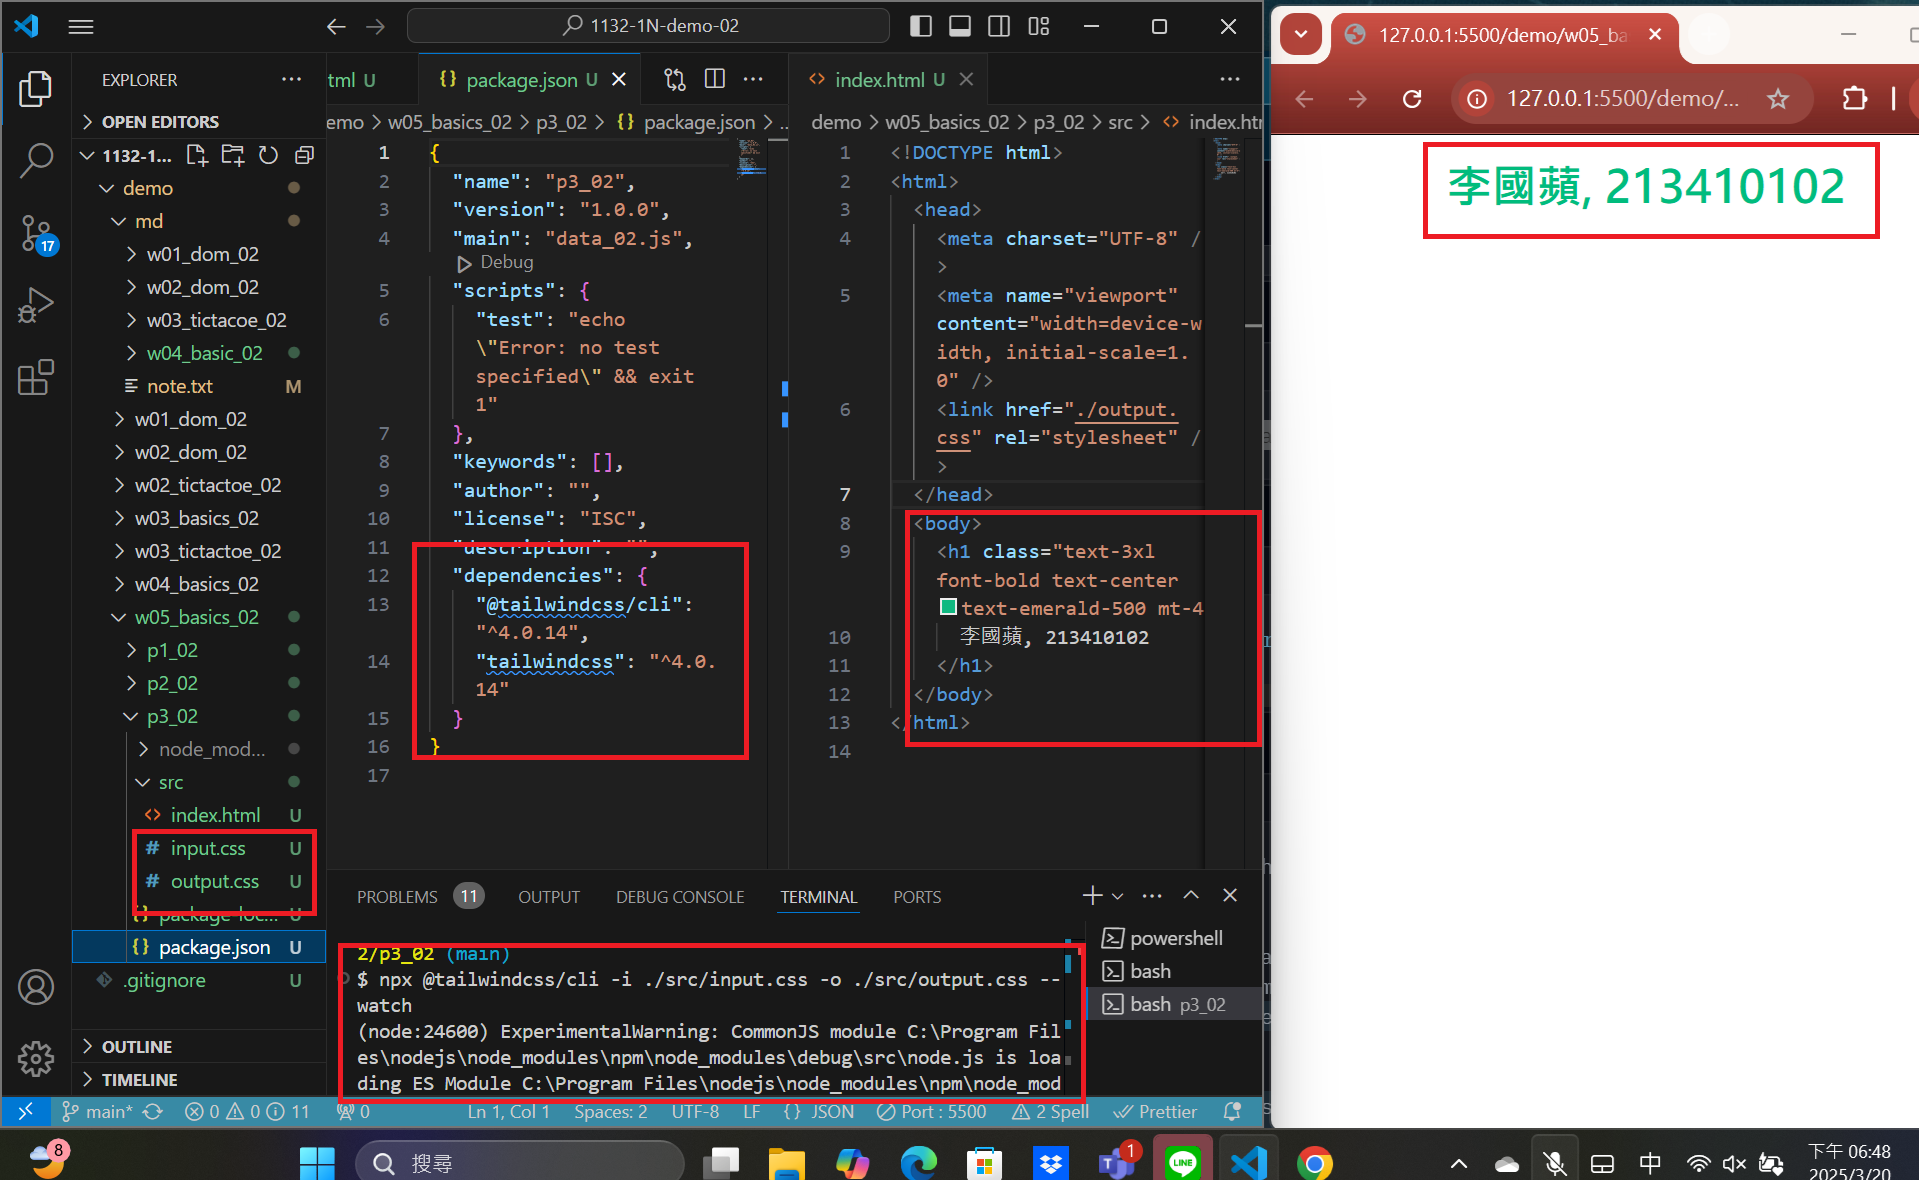 1132-1N-demo-02
EXPLORER
OPEN EDITORS
1132-1...
demo
md
w01_dom_02
w02_dom_02
w03_tictacoe_02
w04_basic_02
note.txt M
w01_dom_02
w02_dom_02
w02_tictactoe_02
w03_basics_02
w03_tictactoe_02
w04_basics_02
w05_basics_02
p1_02
p2_02
p3_02
node_mod...
src
index.html U
input.css U
output.css U
package-loc... U
package.json U
.gitignore U
OUTLINE
TIMELINE
17
tml U
package.json U
emo > w05_basics_02 > p3_02 > {} package.json > ..
1 {
2 "name": "p3_02",
3 "version": "1.0.0",
4 "main": "data_02.js",
Debug
5 "scripts": {
6 "test": "echo
\"Error: no test
specified\" && exit
1"
7 },
8 "keywords": [],
9 "author": "",
10 "license": "ISC",
11 "description": "",
12 "dependencies": {
13 "@tailwindcss/cli":
"^4.0.14",
14 "tailwindcss": "^4.0.
14"
15 }
16 }
17
index.html U
demo > w05_basics_02 > p3_02 > src > <> index.htm
1 <!DOCTYPE html>
2 <html>
3 <head>
4 <meta charset="UTF-8" /
>
5 <meta name="viewport"
content="width=device-w
idth, initial-scale=1.
0" />
6 <link href="./output.
css" rel="stylesheet" /
>
7 </head>
8 <body>
9 <h1 class="text-3xl
font-bold text-center
text-emerald-500 mt-4
10 李國蘋, 213410102
11 </h1>
12 </body>
13 </html>
14
PROBLEMS 11 OUTPUT DEBUG CONSOLE TERMINAL PORTS
2/p3_02 (main)
$ npx @tailwindcss/cli -i ./src/input.css -o ./src/output.css --
watch
(node:24600) ExperimentalWarning: CommonJS module C:\Program Fil
es\nodejs\node_modules\npm\node_modules\debug\src\node.js is loa
ding ES Module C:\Program Files\nodejs\node_modules\npm\node_mod
powershell
bash
bash p3_02
main* 0 0 11 0 Ln 1, Col 1 Spaces: 2 UTF-8 LF {} JSON Port : 5500 2 Spell Prettier
127.0.0.1:5500/demo/w05_ba
127.0.0.1:5500/demo/...
李國蘋, 213410102
8
搜尋
1
LINE
中
下午 06:48
2025/3/20